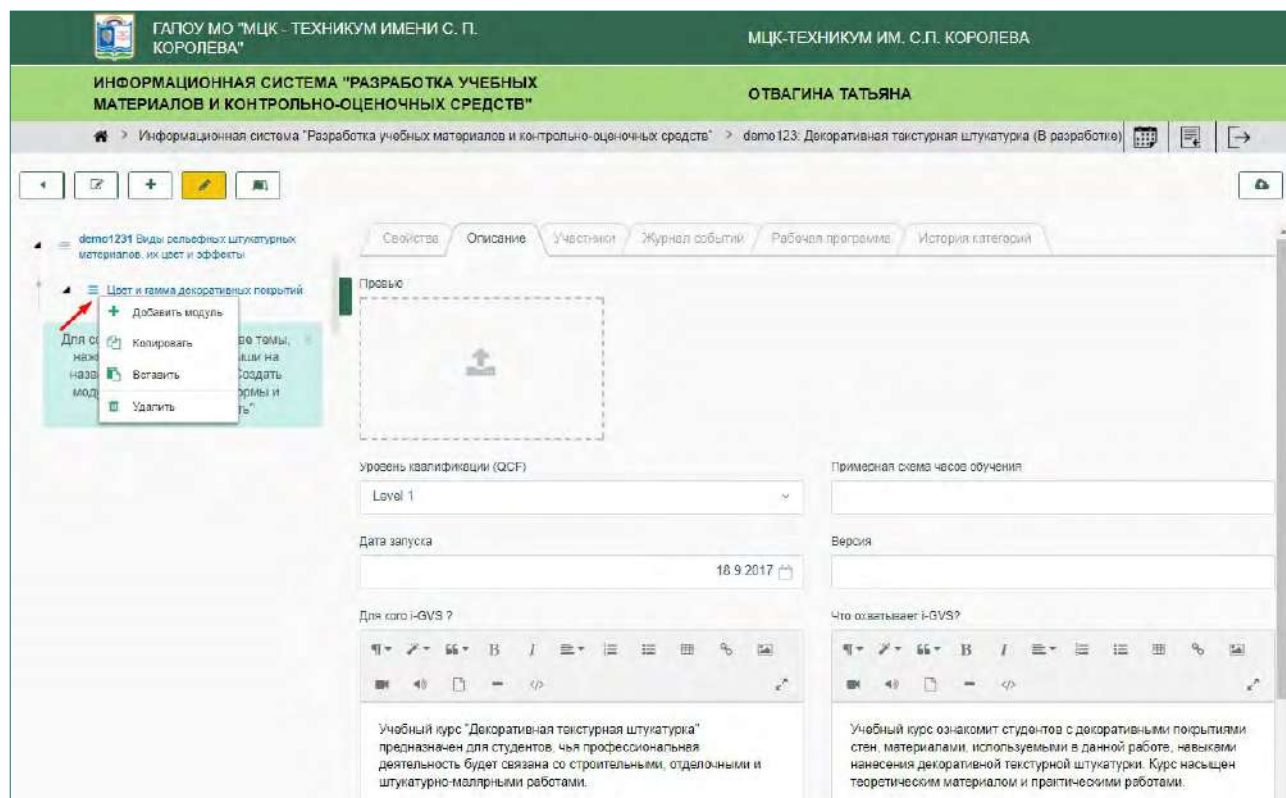 ГАПОУ МО "МЦК - ТЕХНИКУМ ИМЕНИ С. П.
КОРОЛЕВА"
МЦК-ТЕХНИКУМ ИМ. С.П. КОРОЛЕВА
ИНФОРМАЦИОННАЯ СИСТЕМА "РАЗРАБОТКА УЧЕБНЫХ
МАТЕРИАЛОВ И КОНТРОЛЬНО-ОЦЕНОЧНЫХ СРЕДСТВ"
ОТВАГИНА ТАТЬЯНА
> Информационная система "Разработка учебных материалов и контрольно-оценочных средств" > demo123: Декоративная текстурная штукатурка (В разработке)
demo1231 Виды рельефных штукатурных
материалов, их цвет и эффекты
Цвет и гамма декоративных покрытий
Добавить модуль
Копировать
Вставить
Удалить
Для
темы,
на
Создать
и
Свойства
Описание
Участники
Журнал событий
Рабочая программа
История категорий
Превью
Уровень квалификации (QCF)
Level 1
Примерная схема часов обучения
Дата запуска
18.9.2017
Версия
Для кого i-GVS ?
Что охватывает i-GVS?
Учебный курс "Декоративная текстурная штукатурка"
предназначен для студентов, чья профессиональная
деятельность будет связана со строительными, отделочными и
штукатурно-малярными работами.
Учебный курс ознакомит студентов с декоративными покрытиями
стен, материалами, используемыми в данной работе, навыками
нанесения декоративной текстурной штукатурки. Курс насыщен
теоретическим материалом и практическими работами.